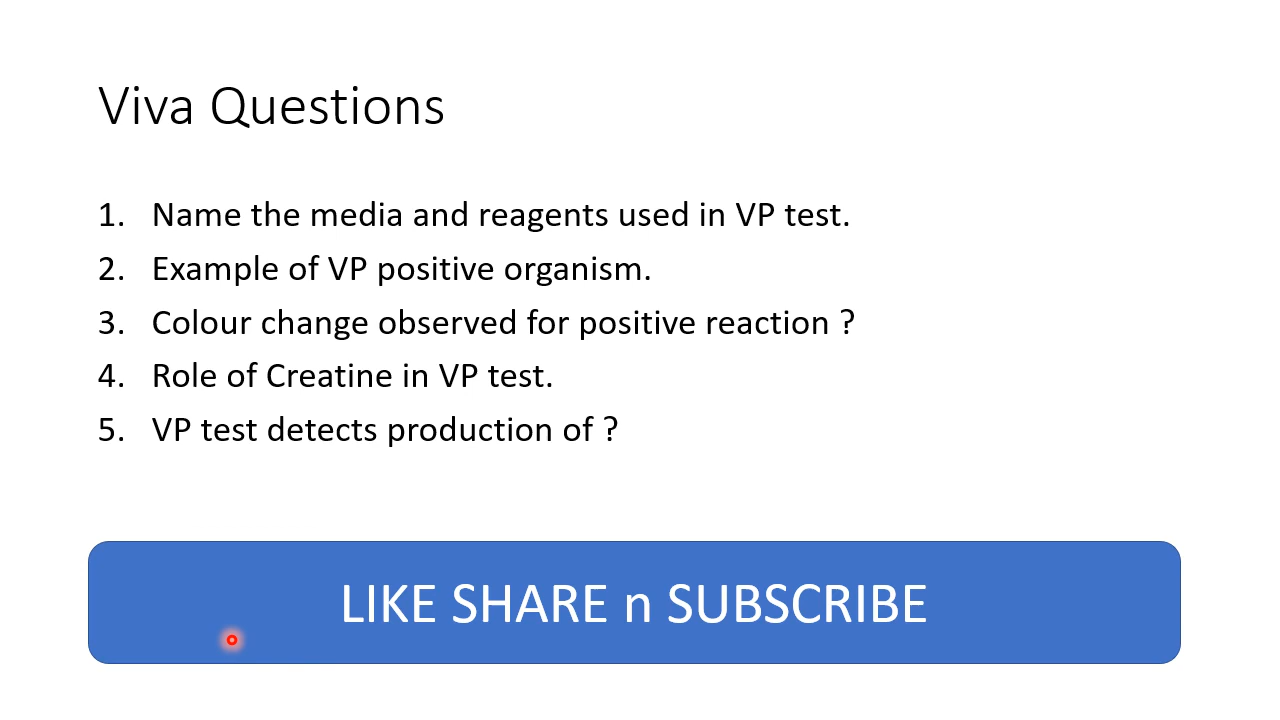 Viva Questions
1. Name the media and reagents used in VP test.
2. Example of VP positive organism.
3. Colour change observed for positive reaction ?
4. Role of Creatine in VP test.
5. VP test detects production of ?
LIKE SHARE n SUBSCRIBE